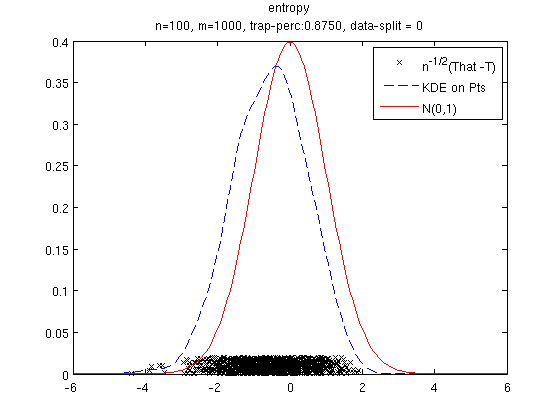 entropy
n=100, m=1000, trap-perc:0.8750, data-split = 0
n^-1/2(That -T)
KDE on Pts
N(0,1)
0.4
0.35
0.3
0.25
0.2
0.15
0.1
0.05
0
-6 -4 -2 0 2 4 6